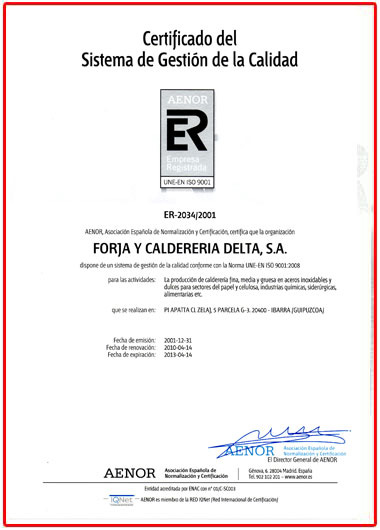 Certificado del
Sistema de Gestión de la Calidad
AENOR
ER
Empresa
Registrada
UNE-EN ISO 9001
ER-2034/2001
AENOR, Asociación Española de Normalización y Certificación, certifica que la organización
FORJA Y CALDERERIA DELTA, S.A.
dispone de un sistema de gestión de la calidad conforme con la Norma UNE-EN ISO 9001:2008
para las actividades: La producción de calderería fina, media y gruesa en aceros inoxidables y
dulces para sectores del papel y celulosa, industrias químicas, siderúrgicas,
alimentarias etc.
que se realizan en: PI APATTA CL ZELAI, 5 PARCELA G-3. 20400 - IBARRA (GUIPUZCOA)
Fecha de emisión: 2001-12-31
Fecha de renovación: 2010-04-14
Fecha de expiración: 2013-04-14
AENOR Asociación Española de
Normalización y Certificación
El Director General de AENOR
AENOR Asociación Española de
Normalización y Certificación
Génova, 6. 28004 Madrid. España
Tel. 902 102 201 - www.aenor.es
Entidad acreditada por ENAC con nº 01/C-SC003
IQNet
AENOR es miembro de la RED IQNet (Red Internacional de Certificación)